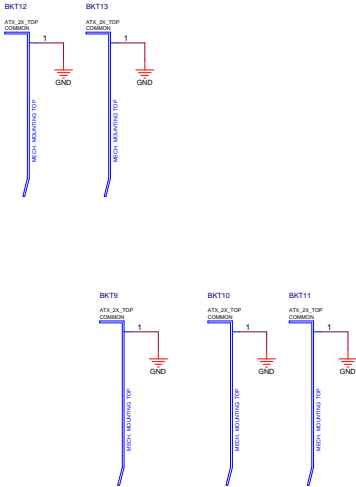 BKT12
ATX_2X_TOP
COMMON
1
GND
MECH. MOUNTING TOP
BKT13
ATX_2X_TOP
COMMON
1
GND
MECH. MOUNTING TOP
BKT9
ATX_2X_TOP
COMMON
1
GND
MECH. MOUNTING TOP
BKT10
ATX_2X_TOP
COMMON
1
GND
MECH. MOUNTING TOP
BKT11
ATX_2X_TOP
COMMON
1
GND
MECH. MOUNTING TOP